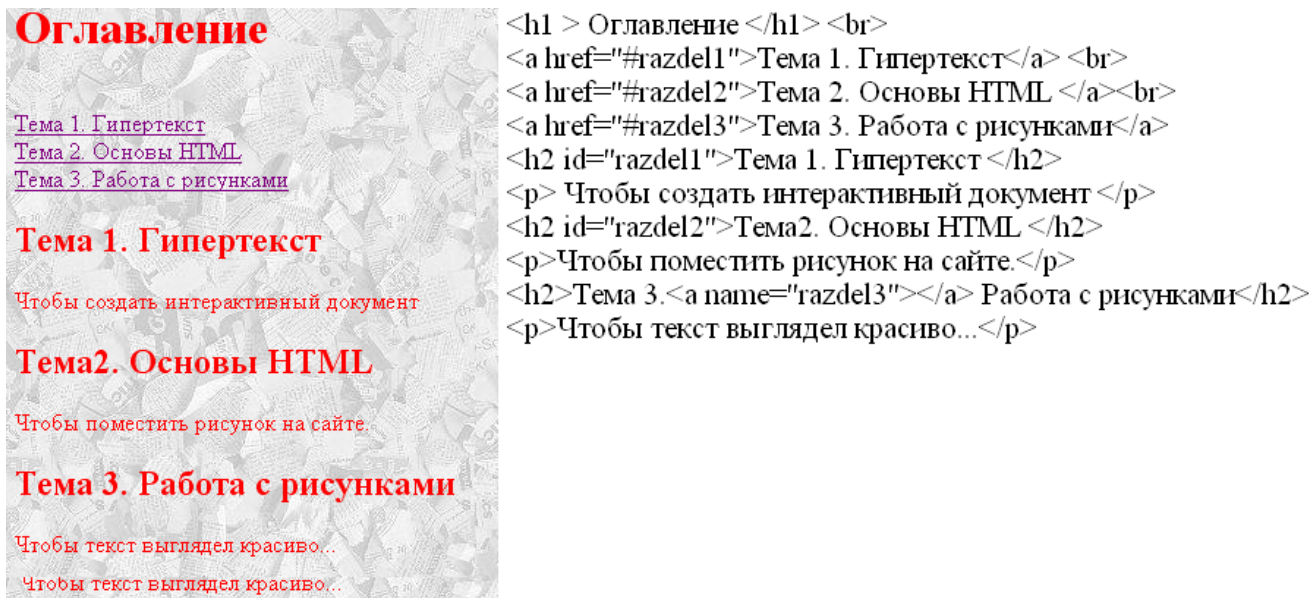 Оглавление
Тема 1. Гипертекст
Тема 2. Основы HTML
Тема 3. Работа с рисунками
Тема 1. Гипертекст
Чтобы создать интерактивный документ
Тема2. Основы HTML
Чтобы поместить рисунок на сайте.
Тема 3. Работа с рисунками
Чтобы текст выглядел красиво...
Чтобы текст выглядел красиво...
<h1 > Оглавление </h1> <br>
<a href="#razdel1">Тема 1. Гипертекст</a> <br>
<a href="#razdel2">Тема 2. Основы HTML </a><br>
<a href="#razdel3">Тема 3. Работа с рисунками</a>
<h2 id="razdel1">Тема 1. Гипертекст </h2>
<p> Чтобы создать интерактивный документ </p>
<h2 id="razdel2">Тема2. Основы HTML </h2>
<p>Чтобы поместить рисунок на сайте.</p>
<h2>Тема 3.<a name="razdel3"></a> Работа с рисунками</h2>
<p>Чтобы текст выглядел красиво...</p>